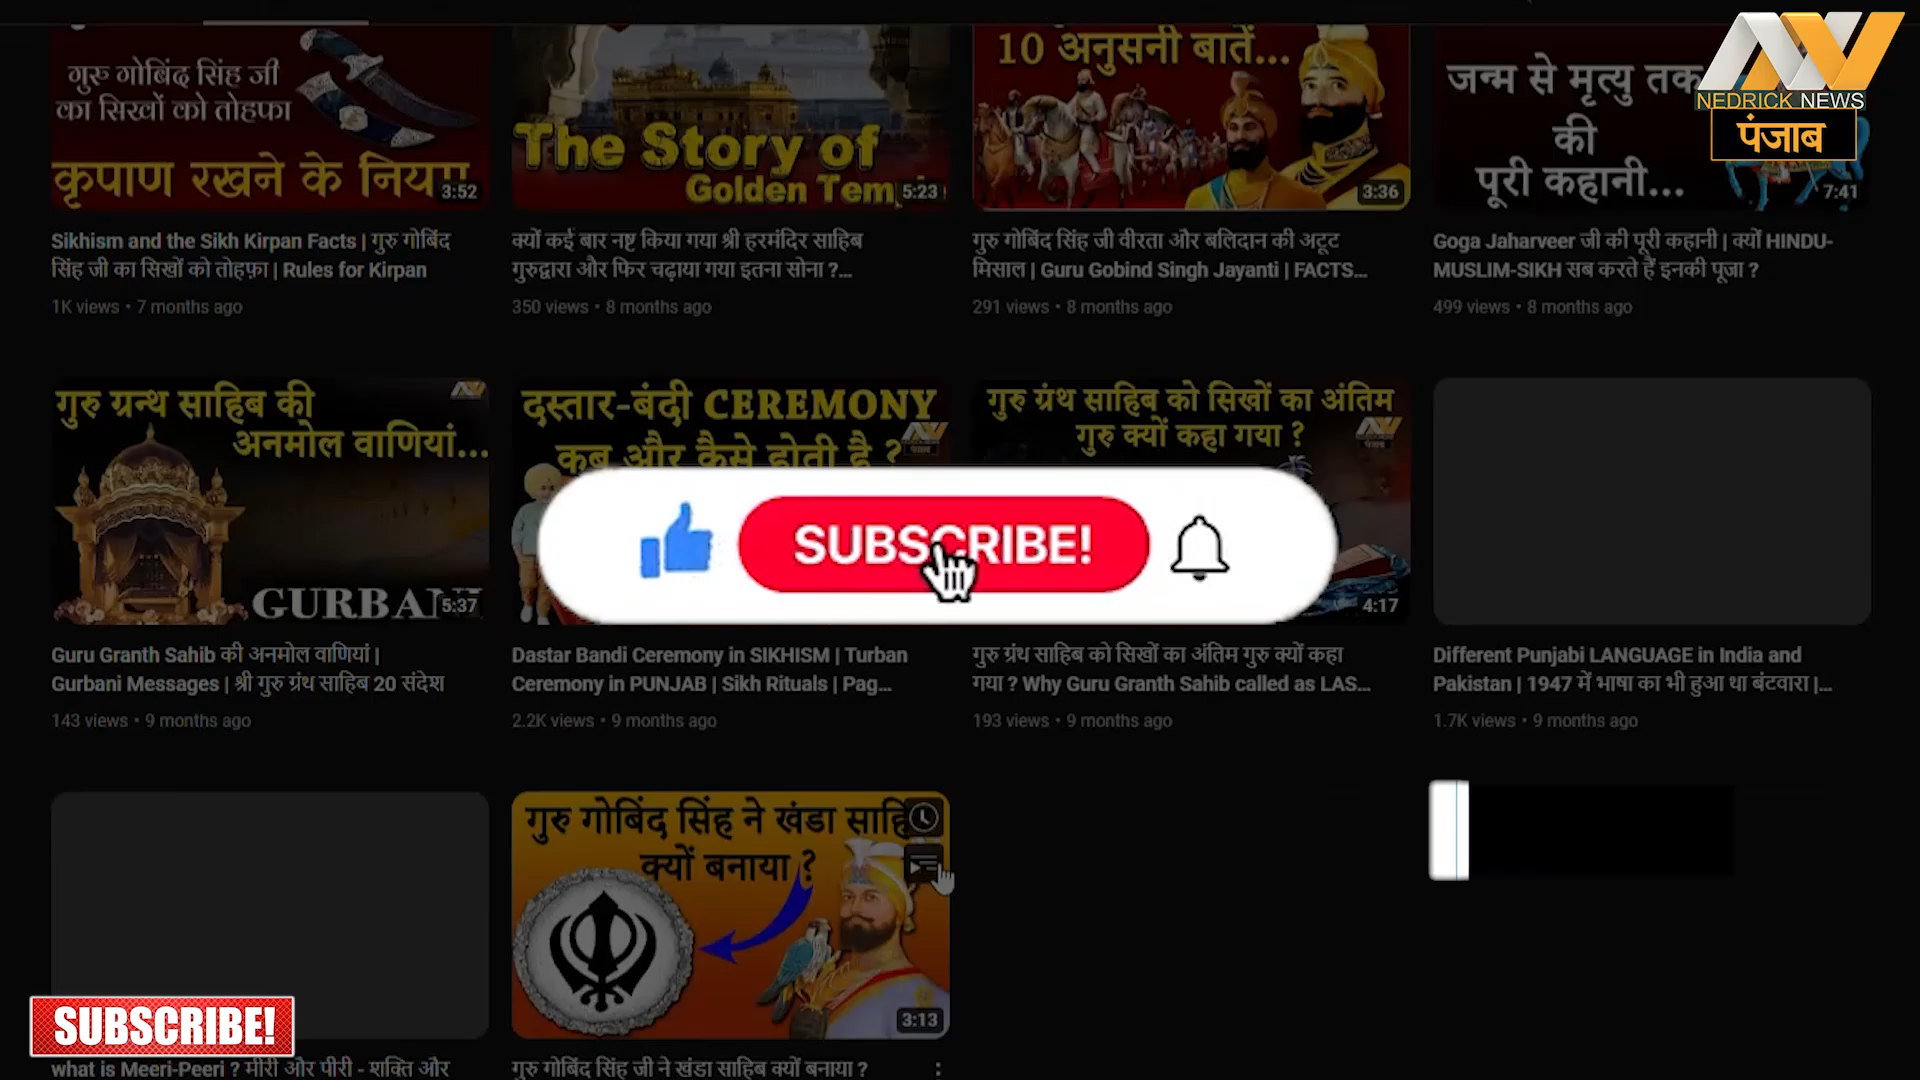 गुरु गोबिंद सिंह जी
का सिखों को तोहफा
कृपाण रखने के नियम
3:52
The Story of
Golden Temple
5:23
10 अनुसनी बातें...
3:36
जन्म से मृत्यु तक
की
पूरी कहानी...
7:41
NEDRICK NEWS
पंजाब
Sikhism and the Sikh Kirpan Facts | गुरु गोबिंद
सिंह जी का सिखों को तोहफ़ा | Rules for Kirpan
1K views • 7 months ago
क्यों कई बार नष्ट किया गया श्री हरमंदिर साहिब
गुरुद्वारा और फिर चढ़ाया गया इतना सोना ?...
350 views • 8 months ago
गुरु गोबिंद सिंह जी वीरता और बलिदान की अटूट
मिसाल | Guru Gobind Singh Jayanti | FACTS...
291 views • 8 months ago
Goga Jaharveer जी की पूरी कहानी | क्यों HINDU-
MUSLIM-SIKH सब करते हैं इनकी पूजा ?
499 views • 8 months ago
गुरु ग्रन्थ साहिब की
अनमोल वाणियां...
GURBANI
5:37
दस्तार-बंदी CEREMONY
कब और कैसे होती है ?
गुरु ग्रंथ साहिब को सिखों का अंतिम
गुरु क्यों कहा गया ?
4:17
SUBSCRIBE!
Guru Granth Sahib की अनमोल वाणियां |
Gurbani Messages | श्री गुरु ग्रंथ साहिब 20 संदेश
143 views • 9 months ago
Dastar Bandi Ceremony in SIKHISM | Turban
Ceremony in PUNJAB | Sikh Rituals | Pag...
2.2K views • 9 months ago
गुरु ग्रंथ साहिब को सिखों का अंतिम गुरु क्यों कहा
गया ? Why Guru Granth Sahib called as LAS...
193 views • 9 months ago
Different Punjabi LANGUAGE in India and
Pakistan | 1947 में भाषा का भी हुआ था बंटवारा |...
1.7K views • 9 months ago
गुरु गोबिंद सिंह ने खंडा साहि
क्यों बनाया ?
3:13
SUBSCRIBE!
what is Meeri-Peeri ? मीरी और पीरी - शक्ति और
गुरु गोबिंद सिंह जी ने खंडा साहिब क्यों बनाया ?